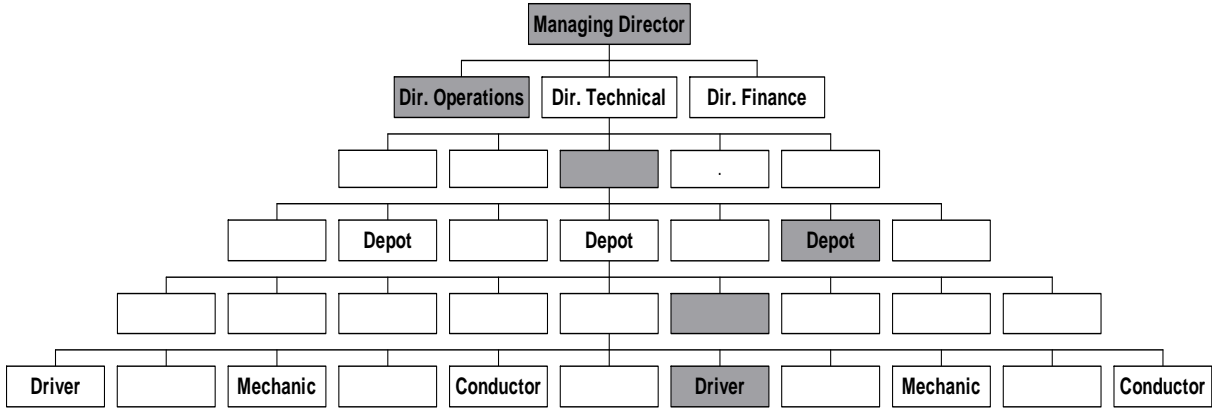 Managing Director
Dir. Operations Dir. Technical Dir. Finance
.
Depot Depot Depot
Driver Mechanic Conductor Driver Mechanic Conductor